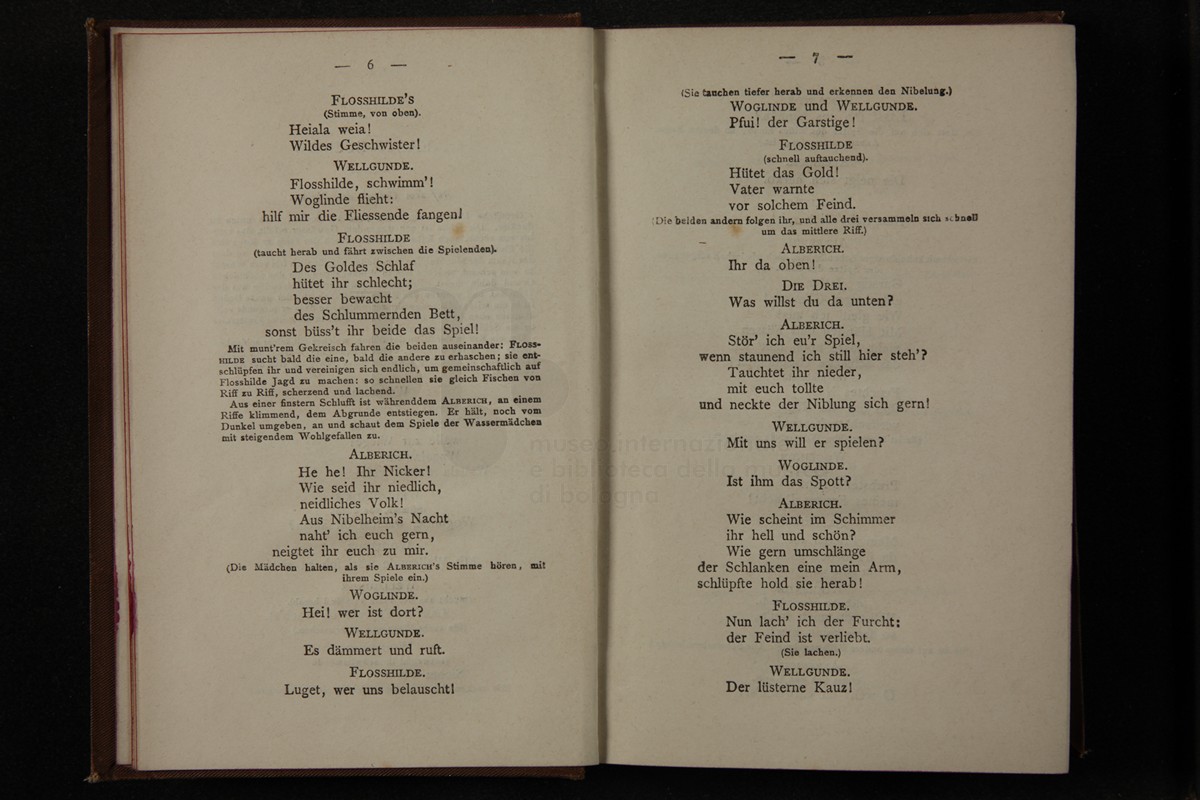 — 6 —
FLOSSHILDE'S
(Stimme, von oben).
Heiala weia!
Wildes Geschwister!
WELLGUNDE.
Flosshilde, schwimm'!
Woglinde flieht:
hilf mir die Fliessende fangen!
FLOSSHILDE
(taucht herab und fährt zwischen die Spielenden).
Des Goldes Schlaf
hütet ihr schlecht;
besser bewacht
des Schlummernden Bett,
sonst büss't ihr beide das Spiel!
Mit munt'rem Gekreisch fahren die beiden auseinander: FLOSS-
HILDE sucht bald die eine, bald die andere zu erhaschen; sie ent-
schlüpfen ihr und vereinigen sich endlich, um gemeinschaftlich auf
Flosshilde Jagd zu machen: so schnellen sie gleich Fischen von
Riff zu Riff, scherzend und lachend.
Aus einer finstern Schlufft ist währenddem ALBERICH, an einem
Riffe klimmend, dem Abgrunde entstiegen. Er hält, noch vom
Dunkel umgeben, an und schaut dem Spiele der Wassermädchen
mit steigendem Wohlgefallen zu.
ALBERICH.
He he! Ihr Nicker!
Wie seid ihr niedlich,
neidliches Volk!
Aus Nibelheim's Nacht
naht' ich euch gern,
neigtet ihr euch zu mir.
(Die Mädchen halten, als sie ALBERICH'S Stimme hören, mit
ihrem Spiele ein.)
WOGLINDE.
Hei! wer ist dort?
WELLGUNDE.
Es dämmert und ruft.
FLOSSHILDE.
Luget, wer uns belauscht!
— 7 —
(Sie tauchen tiefer herab und erkennen den Nibelung.)
WOGLINDE und WELLGUNDE.
Pfui! der Garstige!
FLOSSHILDE
(schnell auftauchend).
Hütet das Gold!
Vater warnte
vor solchem Feind.
(Die beiden andern folgen ihr, und alle drei versammeln sich schnell
um das mittlere Riff.)
ALBERICH.
Ihr da oben!
DIE DREI.
Was willst du da unten?
ALBERICH.
Stör' ich eu'r Spiel,
wenn staunend ich still hier steh'?
Tauchtet ihr nieder,
mit euch tollte
und neckte der Niblung sich gern!
WELLGUNDE.
Mit uns will er spielen?
WOGLINDE.
Ist ihm das Spott?
ALBERICH.
Wie scheint im Schimmer
ihr hell und schön?
Wie gern umschlänge
der Schlanken eine mein Arm,
schlüpfte hold sie herab!
FLOSSHILDE.
Nun lach' ich der Furcht:
der Feind ist verliebt.
(Sie lachen.)
WELLGUNDE.
Der lüsterne Kauz!
museo internazionale
e biblioteca della musica
di bologna